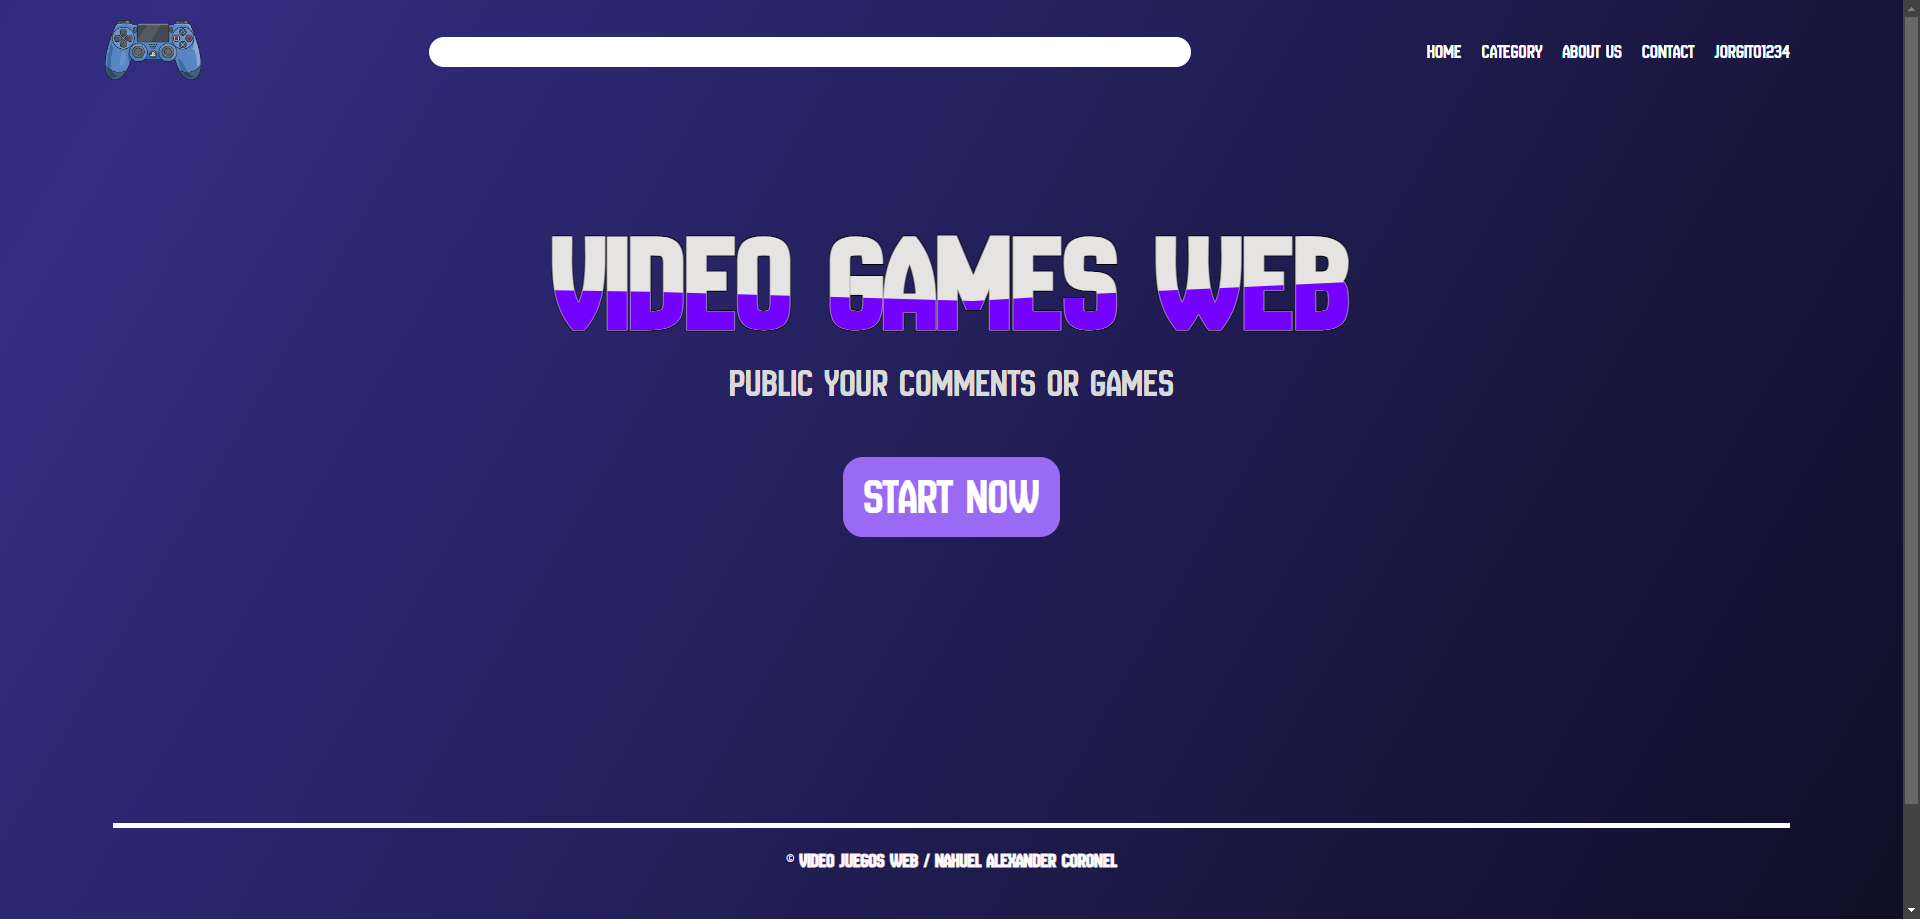 HOME CATEGORY ABOUT US CONTACT JORGITO1234
VIDEO GAMES WEB
PUBLIC YOUR COMMENTS OR GAMES
START NOW
© VIDEO JUEGOS WEB / NAHUEL ALEXANDER CORONEL